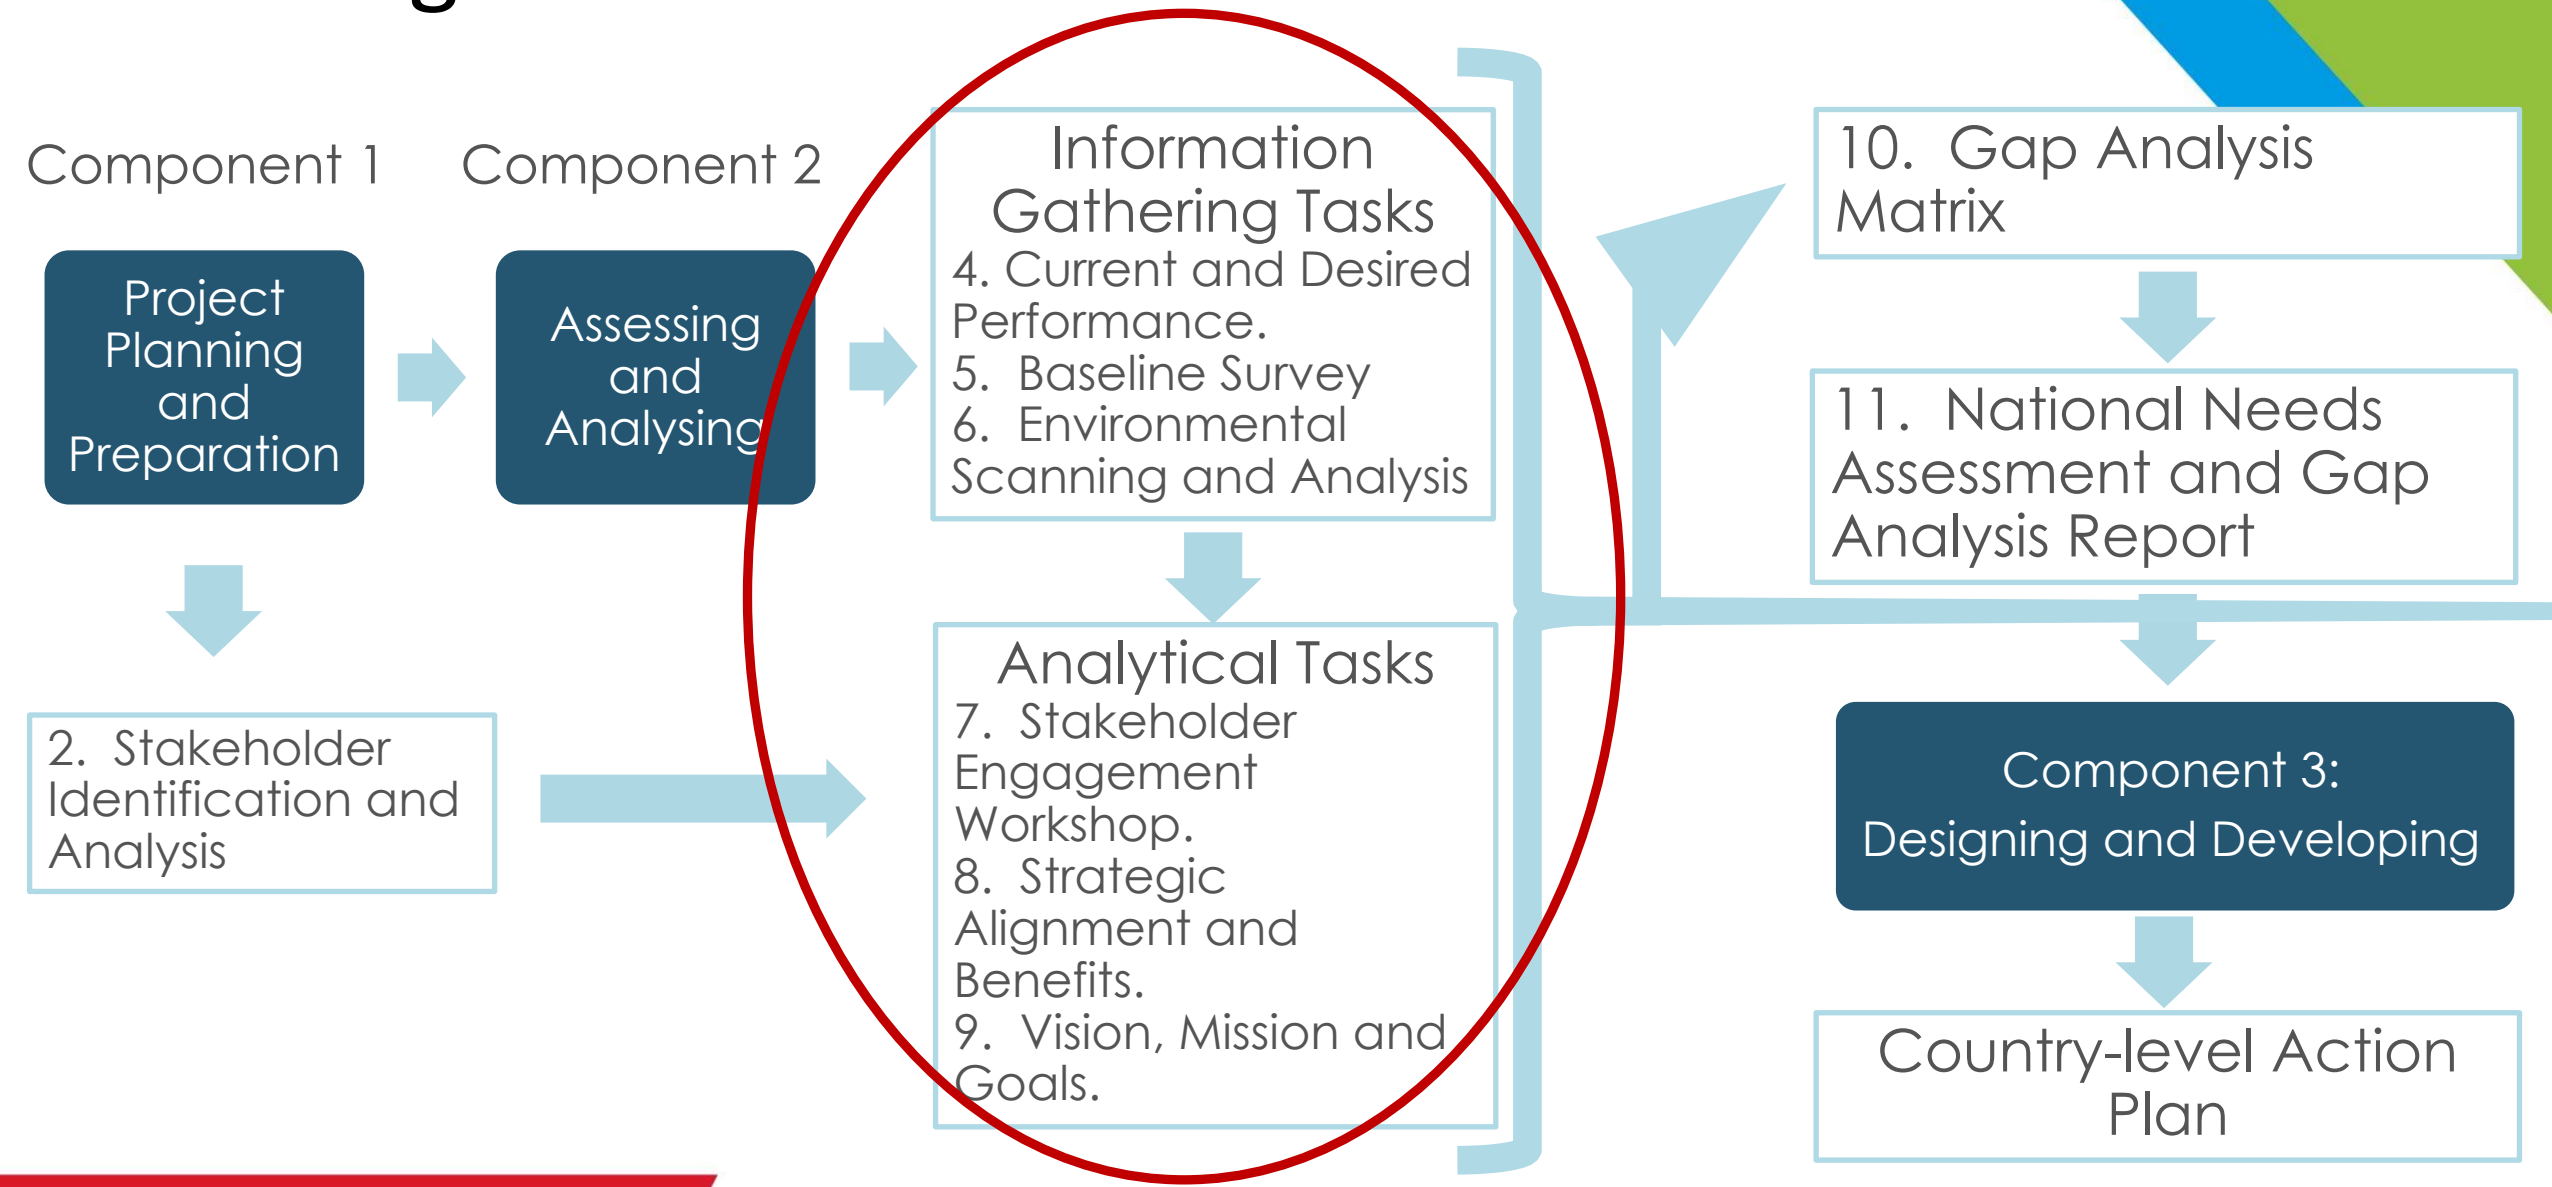 Component 1
Component 2
Project
Planning
and
Preparation
Assessing
and
Analysing
2. Stakeholder
Identification and
Analysis
Information
Gathering Tasks
4. Current and Desired
Performance.
5. Baseline Survey
6. Environmental
Scanning and Analysis
Analytical Tasks
7. Stakeholder
Engagement
Workshop.
8. Strategic
Alignment and
Benefits.
9. Vision, Mission and
Goals.
10. Gap Analysis
Matrix
11. National Needs
Assessment and Gap
Analysis Report
Component 3:
Designing and Developing
Country-level Action
Plan